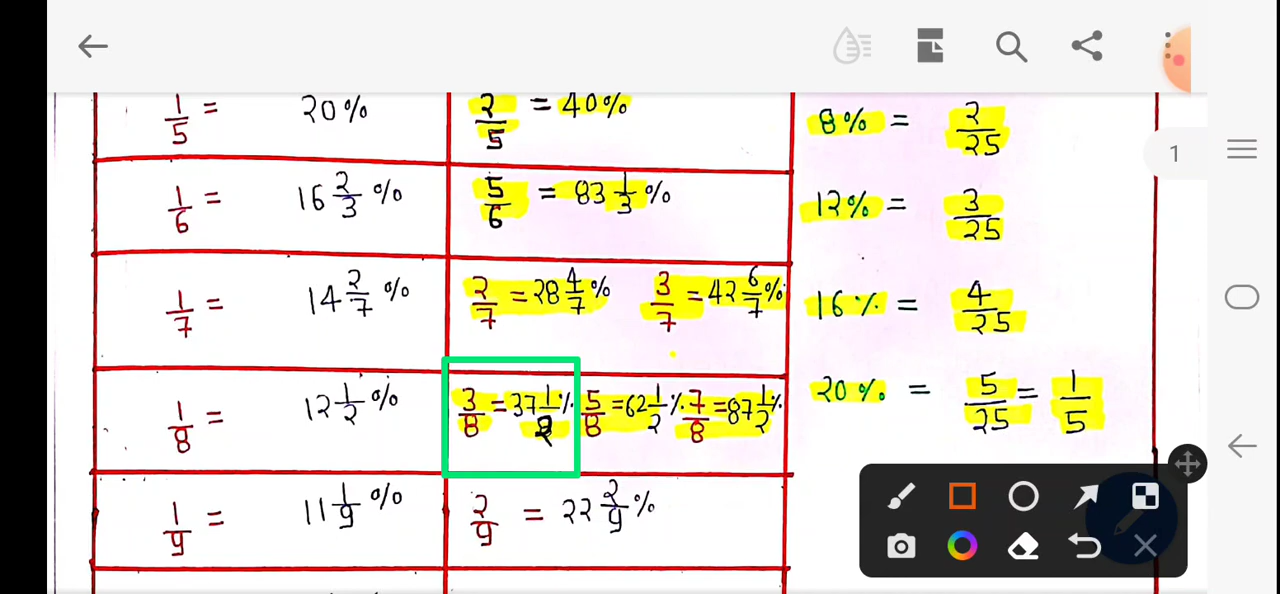 1/5 = 20% 2/5 = 40% 8% = 2/25
1
1/6 = 16 2/3 % 5/6 = 83 1/3 % 12% = 3/25
1/7 = 14 2/7 % 2/7 = 28 4/7 % 3/7 = 42 6/7 % 16% = 4/25
1/8 = 12 1/2 % 3/8 = 37 1/2 % 5/8 = 62 1/2 % 7/8 = 87 1/2 % 20% = 5/25 = 1/5
1/9 = 11 1/9 % 2/9 = 22 2/9 %